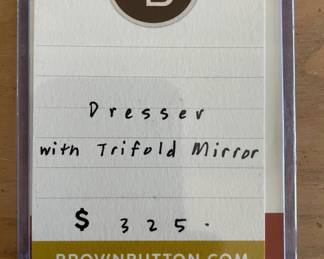 B
Dresser
with Trifold Mirror
$ 325.
BROWNBUTTON.COM